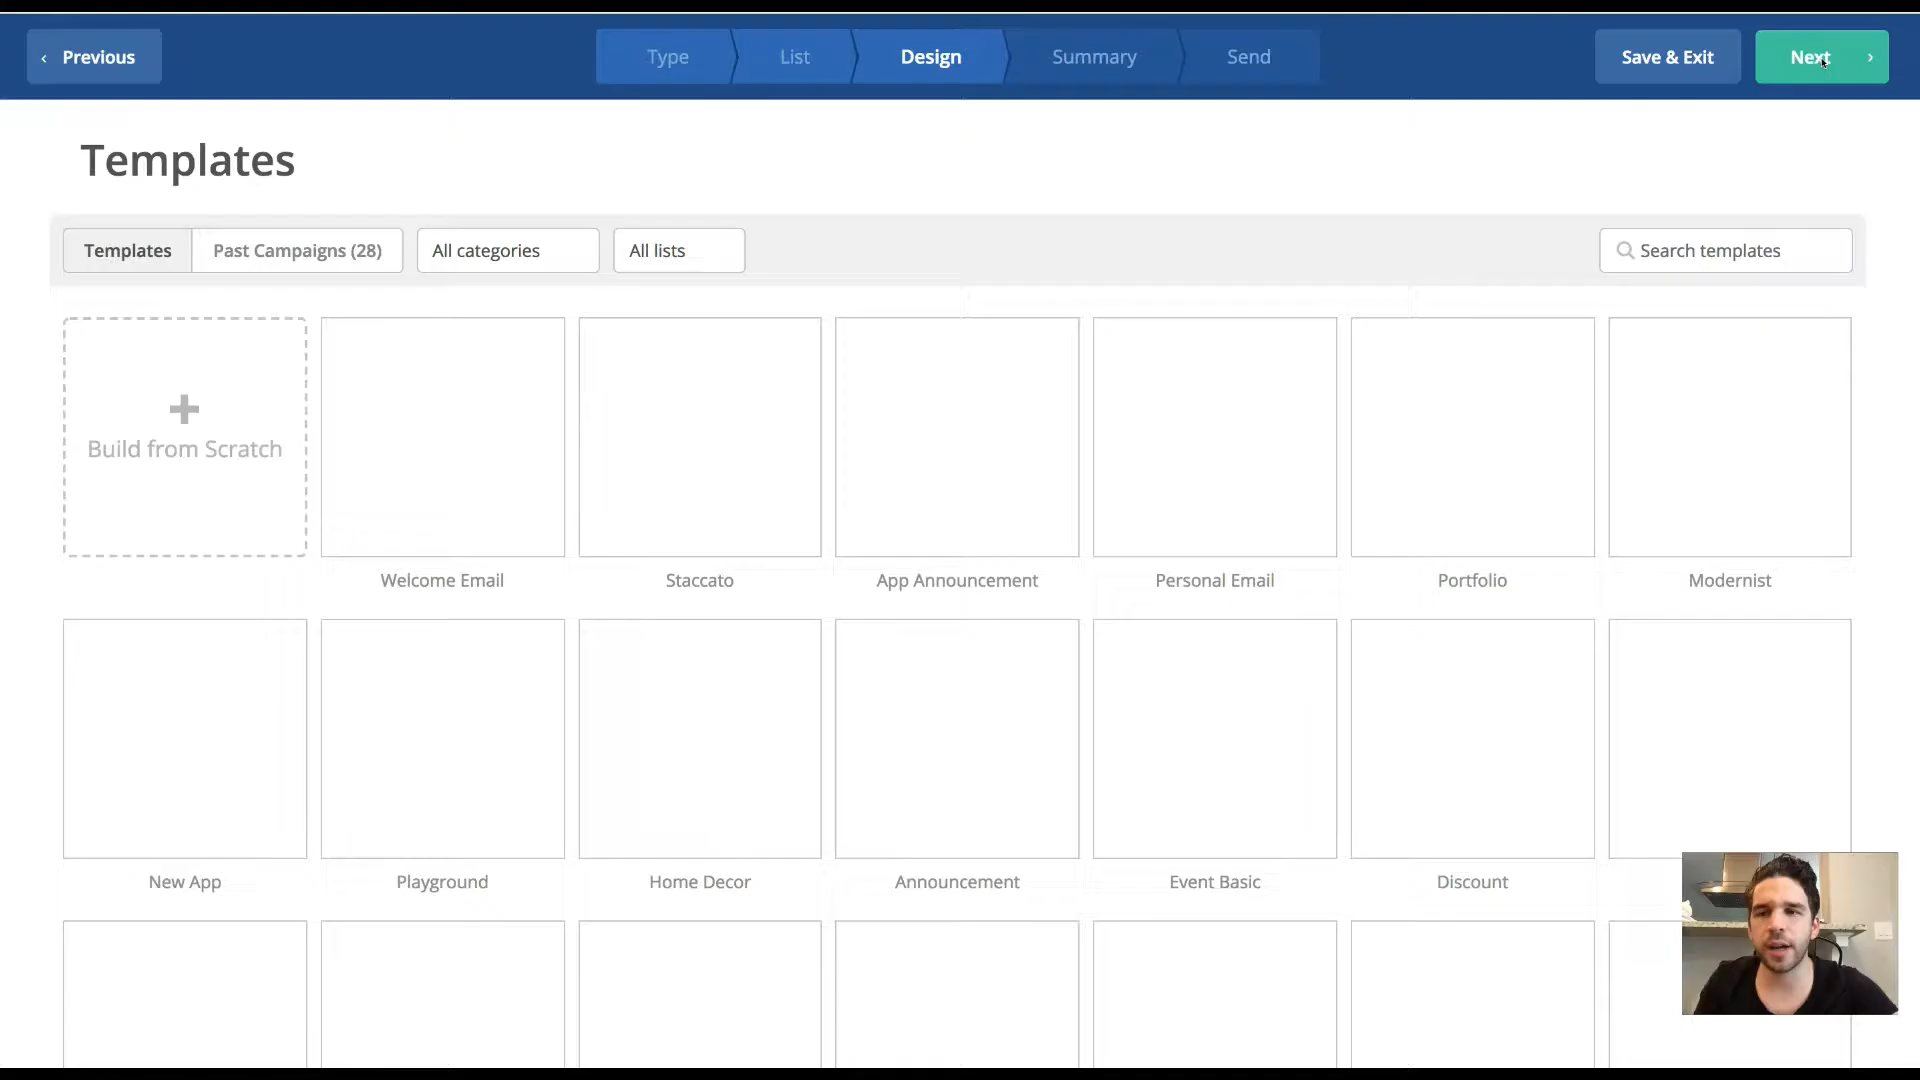 ‹ Previous
Type
List
Design
Summary
Send
Save & Exit
Next ›
Templates
Templates
Past Campaigns (28)
All categories
All lists
Search templates
Build from Scratch
Welcome Email
Staccato
App Announcement
Personal Email
Portfolio
Modernist
New App
Playground
Home Decor
Announcement
Event Basic
Discount